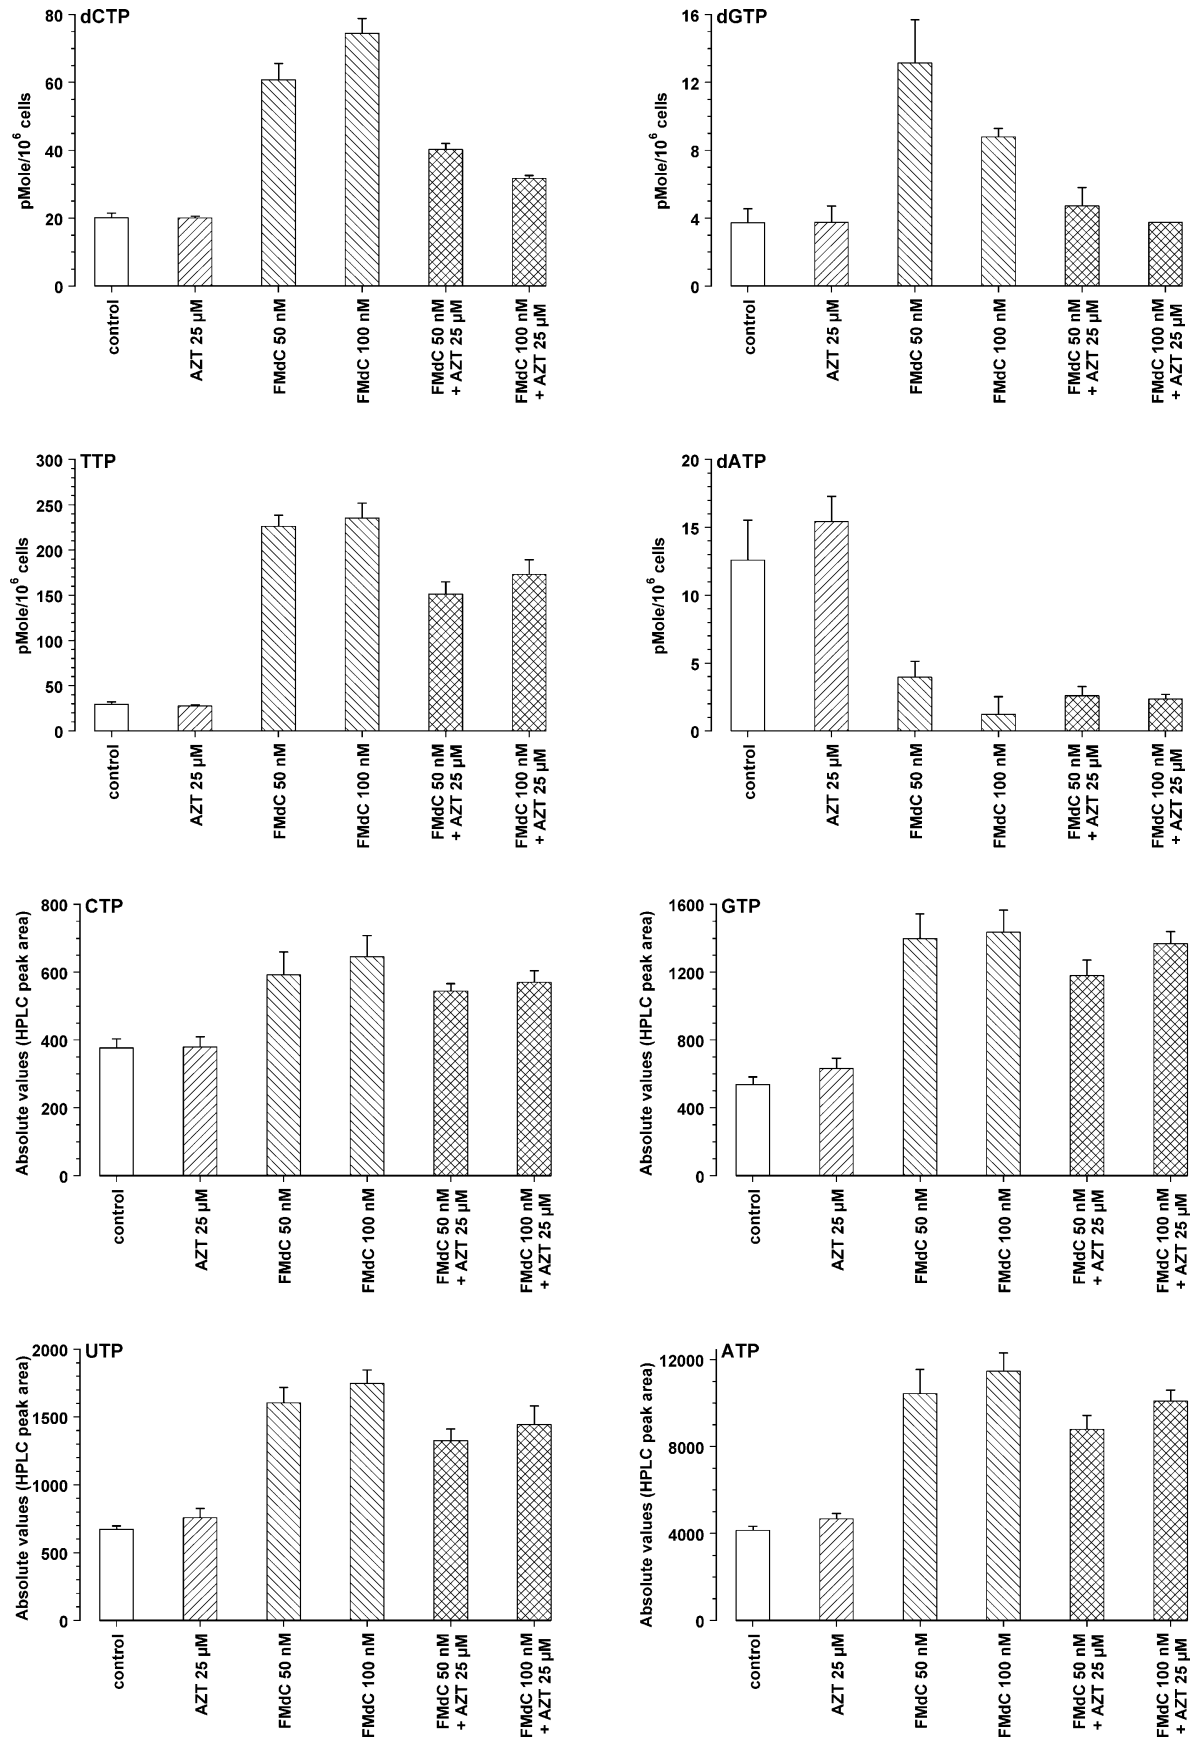 dCTP
pMole/10⁶ cells
80
60
40
20
0
control
AZT 25 µM
FMdC 50 nM
FMdC 100 nM
FMdC 50 nM
+ AZT 25 µM
FMdC 100 nM
+ AZT 25 µM
dGTP
pMole/10⁶ cells
16
12
8
4
0
control
AZT 25 µM
FMdC 50 nM
FMdC 100 nM
FMdC 50 nM
+ AZT 25 µM
FMdC 100 nM
+ AZT 25 µM
TTP
pMole/10⁶ cells
300
250
200
150
100
50
0
control
AZT 25 µM
FMdC 50 nM
FMdC 100 nM
FMdC 50 nM
+ AZT 25 µM
FMdC 100 nM
+ AZT 25 µM
dATP
pMole/10⁶ cells
20
15
10
5
0
control
AZT 25 µM
FMdC 50 nM
FMdC 100 nM
FMdC 50 nM
+ AZT 25 µM
FMdC 100 nM
+ AZT 25 µM
CTP
Absolute values (HPLC peak area)
800
600
400
200
0
control
AZT 25 µM
FMdC 50 nM
FMdC 100 nM
FMdC 50 nM
+ AZT 25 µM
FMdC 100 nM
+ AZT 25 µM
GTP
Absolute values (HPLC peak area)
1600
1200
800
400
0
control
AZT 25 µM
FMdC 50 nM
FMdC 100 nM
FMdC 50 nM
+ AZT 25 µM
FMdC 100 nM
+ AZT 25 µM
UTP
Absolute values (HPLC peak area)
2000
1500
1000
500
0
control
AZT 25 µM
FMdC 50 nM
FMdC 100 nM
FMdC 50 nM
+ AZT 25 µM
FMdC 100 nM
+ AZT 25 µM
ATP
Absolute values (HPLC peak area)
12000
8000
4000
0
control
AZT 25 µM
FMdC 50 nM
FMdC 100 nM
FMdC 50 nM
+ AZT 25 µM
FMdC 100 nM
+ AZT 25 µM